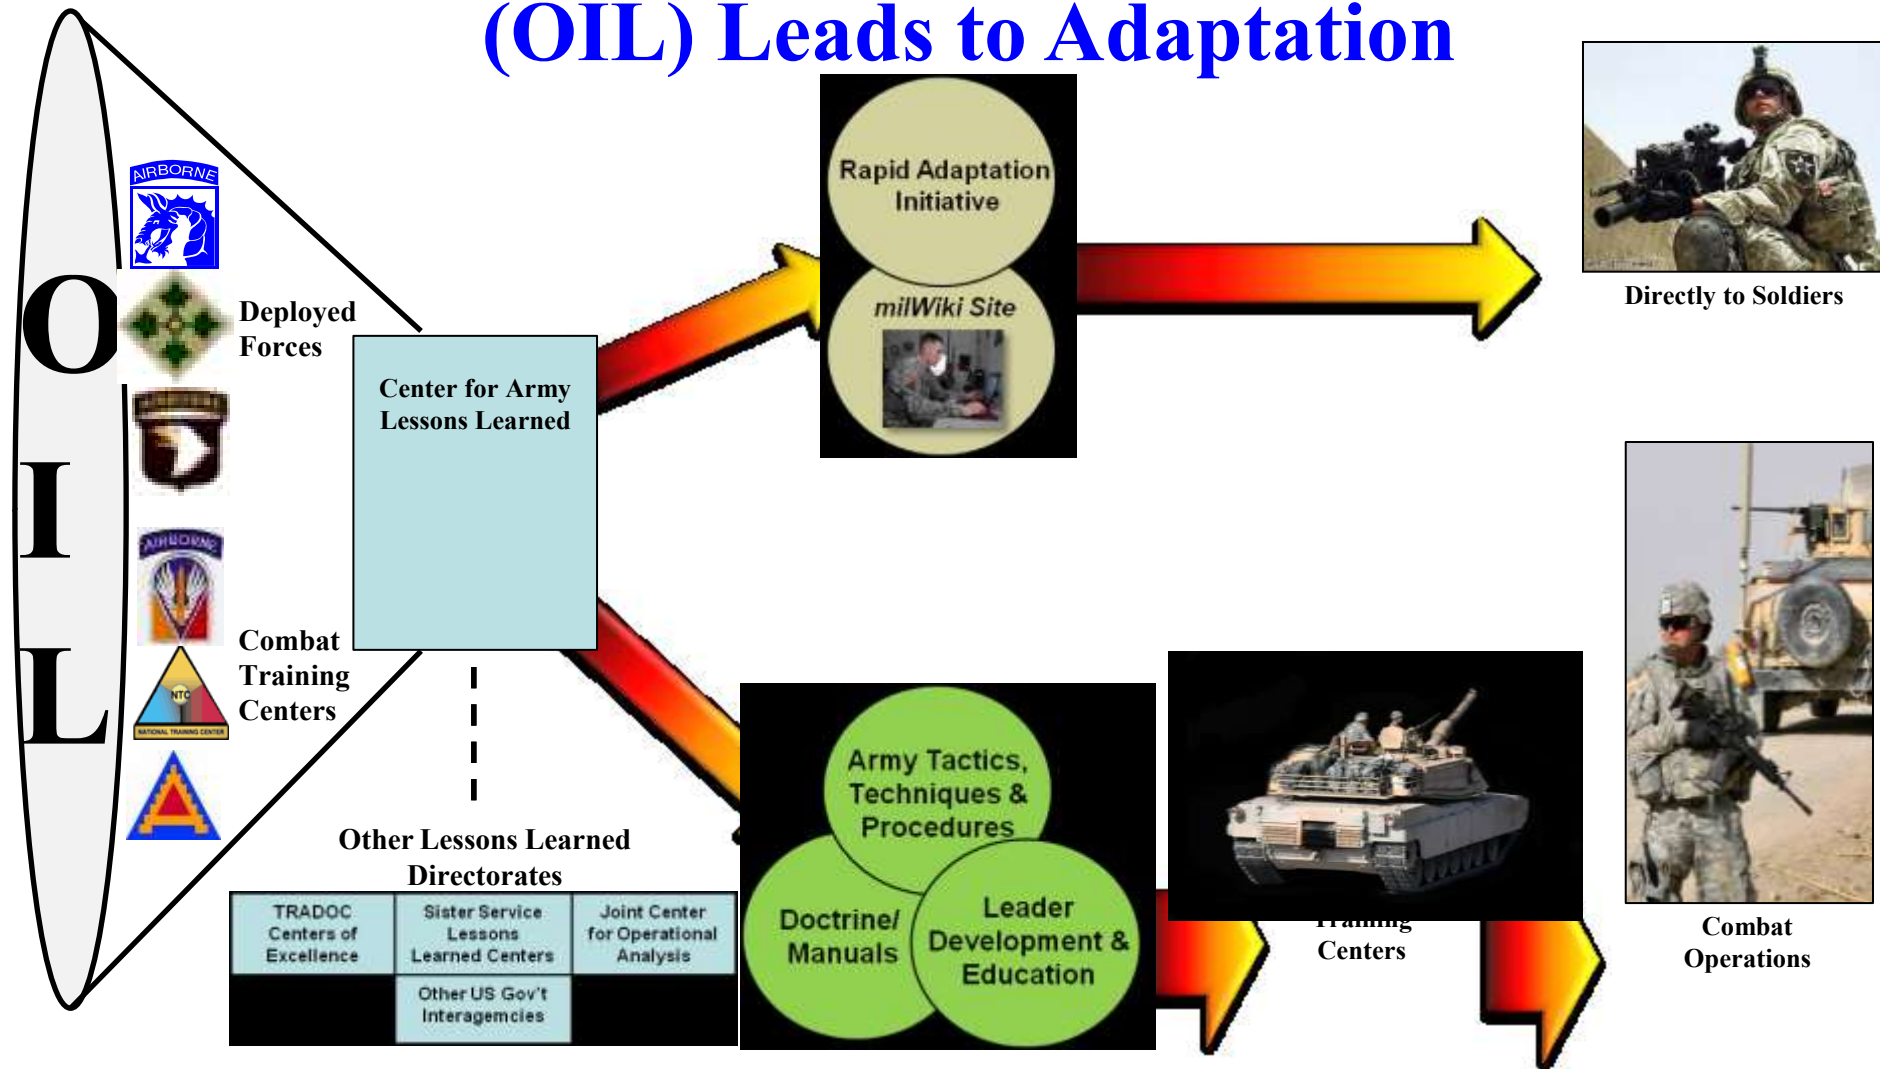 (OIL) Leads to Adaptation
O
I
L
AIRBORNE
Deployed
Forces
AIRBORNE
NTC
NATIONAL TRAINING CENTER
Combat
Training
Centers
Center for Army
Lessons Learned
Rapid Adaptation
Initiative
milWiki Site
Directly to Soldiers
Other Lessons Learned
Directorates
TRADOC
Centers of
Excellence
Sister Service
Lessons
Learned Centers
Joint Center
for Operational
Analysis
Other US Gov't
Interagemcies
Army Tactics,
Techniques &
Procedures
Doctrine/
Manuals
Leader
Development &
Education
Training
Centers
Combat
Operations